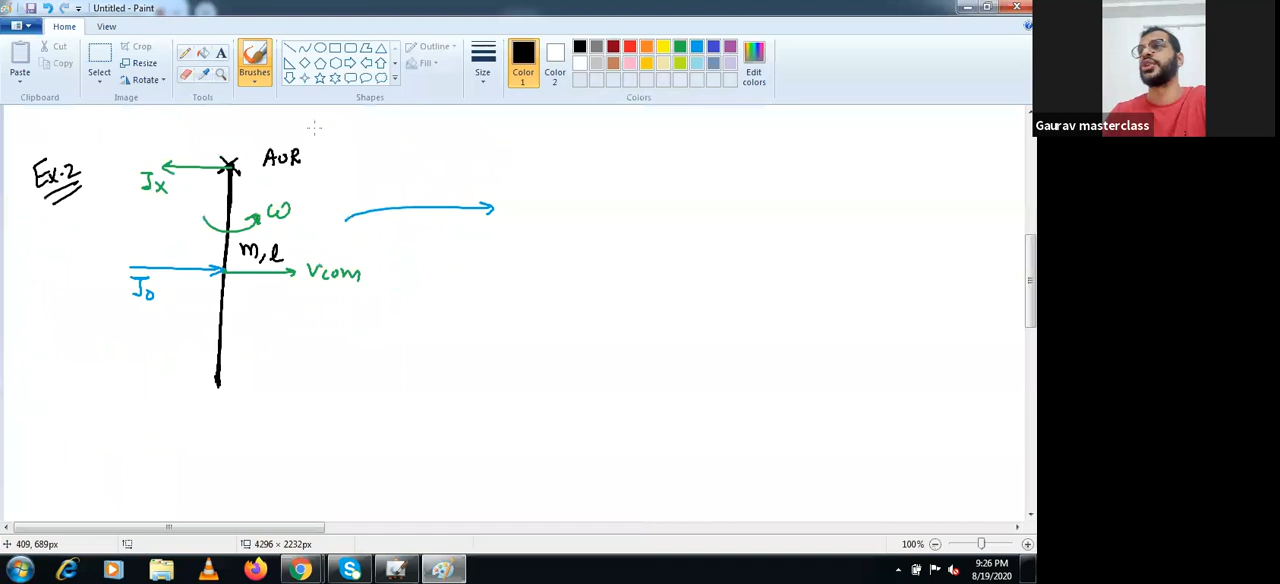 Untitled - Paint
Home View
Paste
Cut
Copy
Clipboard
Select
Crop
Resize
Rotate
Image
Tools
Brushes
Shapes
Outline
Fill
Size
Color 1
Color 2
Edit colors
Colors
Gaurav masterclass
Ex.2
AOR
Jx
ω
m, l
J0
Vcom
409, 689px
4296 × 2232px
100%
9:26 PM
8/19/2020